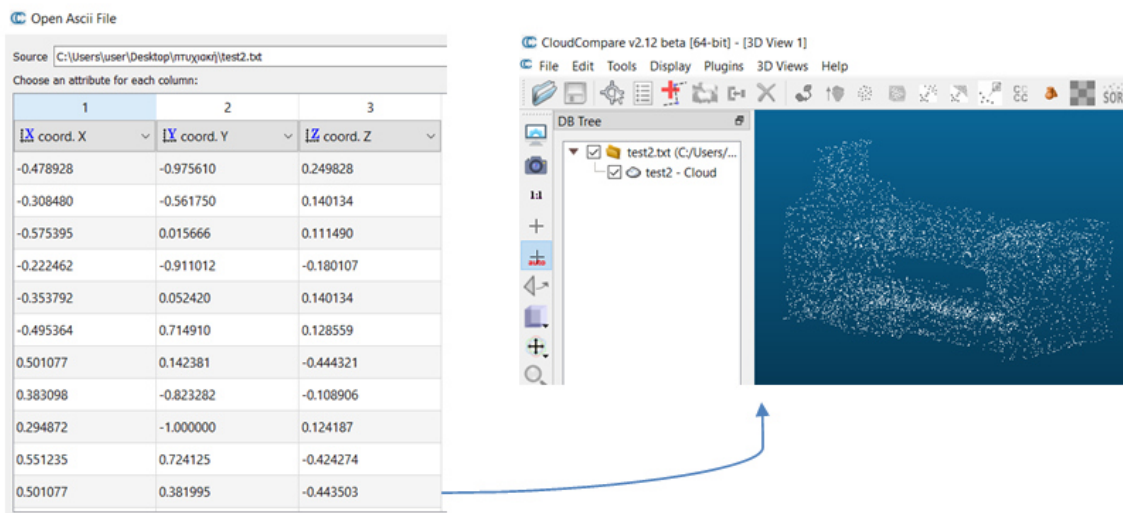 Open Ascii File
Source C:\Users\user\Desktop\πτυχιακή\test2.txt
Choose an attribute for each column:
1 2 3
X coord. X Y coord. Y Z coord. Z
-0.478928 -0.975610 0.249828
-0.308480 -0.561750 0.140134
-0.575395 0.015666 0.111490
-0.222462 -0.911012 -0.180107
-0.353792 0.052420 0.140134
-0.495364 0.714910 0.128559
0.501077 0.142381 -0.444321
0.383098 -0.823282 -0.108906
0.294872 -1.000000 0.124187
0.551235 0.724125 -0.424274
0.501077 0.381995 -0.443503
CloudCompare v2.12 beta [64-bit] - [3D View 1]
File Edit Tools Display Plugins 3D Views Help
SOR
DB Tree
test2.txt (C:/Users/...
test2 - Cloud
1:1
auto